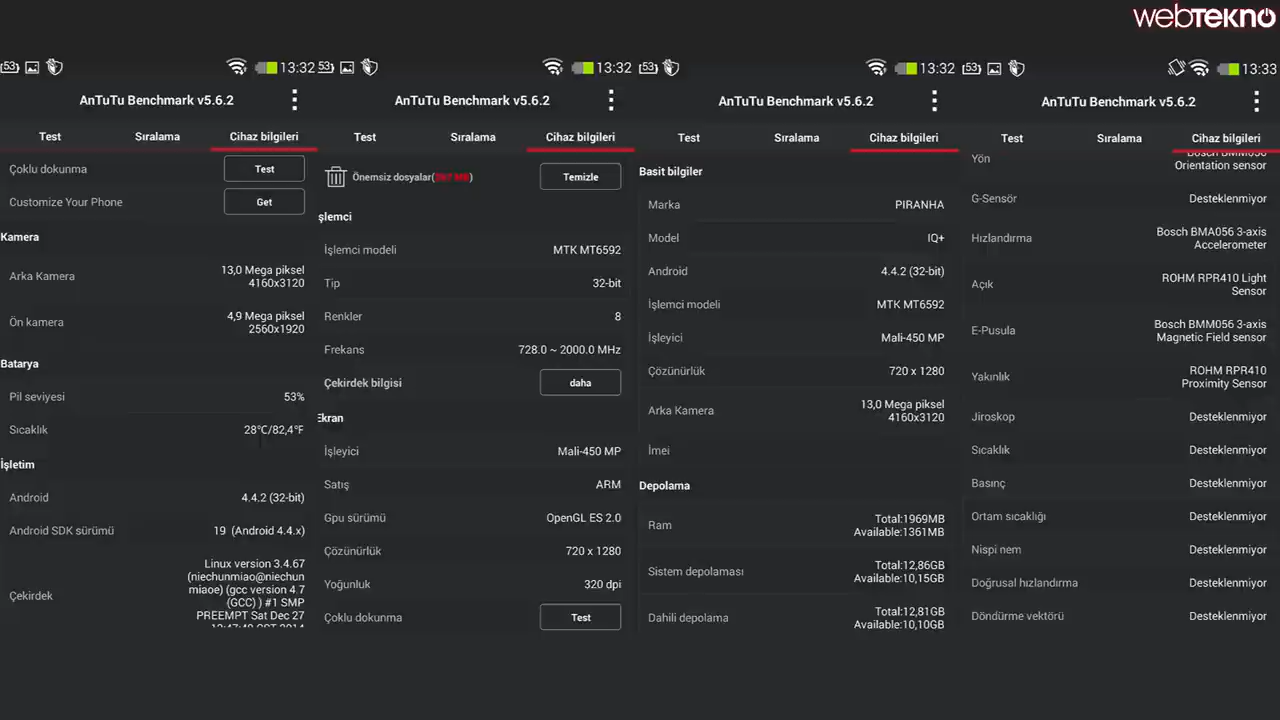 webTEKNO
53
13:32
AnTuTu Benchmark v5.6.2
Test
Sıralama
Cihaz bilgileri
Çoklu dokunma
Test
Customize Your Phone
Get
Kamera
Arka Kamera
13,0 Mega piksel
4160x3120
Ön kamera
4,9 Mega piksel
2560x1920
Batarya
Pil seviyesi
53%
Sıcaklık
28°C/82,4°F
İşletim
Android
4.4.2 (32-bit)
Android SDK sürümü
19 (Android 4.4.x)
Çekirdek
Linux version 3.4.67
(niechunmiao@niechun
miaoe) (gcc version 4.7
(GCC) ) #1 SMP
PREEMPT Sat Dec 27
53
13:32
AnTuTu Benchmark v5.6.2
Test
Sıralama
Cihaz bilgileri
Önemsiz dosyalar(
Temizle
şlemci
İşlemci modeli
MTK MT6592
Tip
32-bit
Renkler
8
Frekans
728.0 ~ 2000.0 MHz
Çekirdek bilgisi
daha
Ekran
İşleyici
Mali-450 MP
Satış
ARM
Gpu sürümü
OpenGL ES 2.0
Çözünürlük
720 x 1280
Yoğunluk
320 dpi
Çoklu dokunma
Test
53
13:32
AnTuTu Benchmark v5.6.2
Test
Sıralama
Cihaz bilgileri
Basit bilgiler
Marka
PIRANHA
Model
IQ+
Android
4.4.2 (32-bit)
İşlemci modeli
MTK MT6592
İşleyici
Mali-450 MP
Çözünürlük
720 x 1280
Arka Kamera
13,0 Mega piksel
4160x3120
İmei
Depolama
Ram
Total:1969MB
Available:1361MB
Sistem depolaması
Total:12,86GB
Available:10,15GB
Dahili depolama
Total:12,81GB
Available:10,10GB
53
13:33
AnTuTu Benchmark v5.6.2
Test
Sıralama
Cihaz bilgileri
Yön
Bosch BMM056
Orientation sensor
G-Sensör
Desteklenmiyor
Hızlandırma
Bosch BMA056 3-axis
Accelerometer
Açık
ROHM RPR410 Light
Sensor
E-Pusula
Bosch BMM056 3-axis
Magnetic Field sensor
Yakınlık
ROHM RPR410
Proximity Sensor
Jiroskop
Desteklenmiyor
Sıcaklık
Desteklenmiyor
Basınç
Desteklenmiyor
Ortam sıcaklığı
Desteklenmiyor
Nispi nem
Desteklenmiyor
Doğrusal hızlandırma
Desteklenmiyor
Döndürme vektörü
Desteklenmiyor